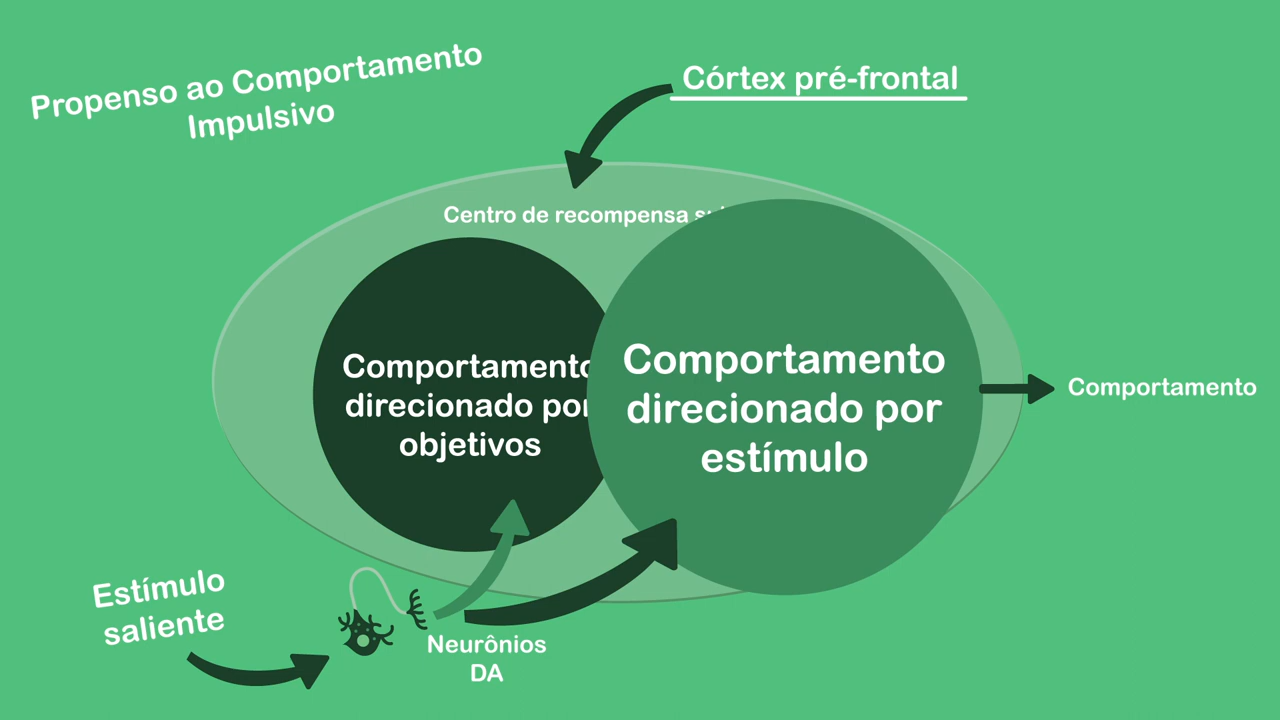 Propenso ao Comportamento
Impulsivo
Córtex pré-frontal
Centro de recompensa
Comportamento
direcionado por
objetivos
Comportamento
direcionado por
estímulo
Comportamento
Estímulo
saliente
Neurônios
DA